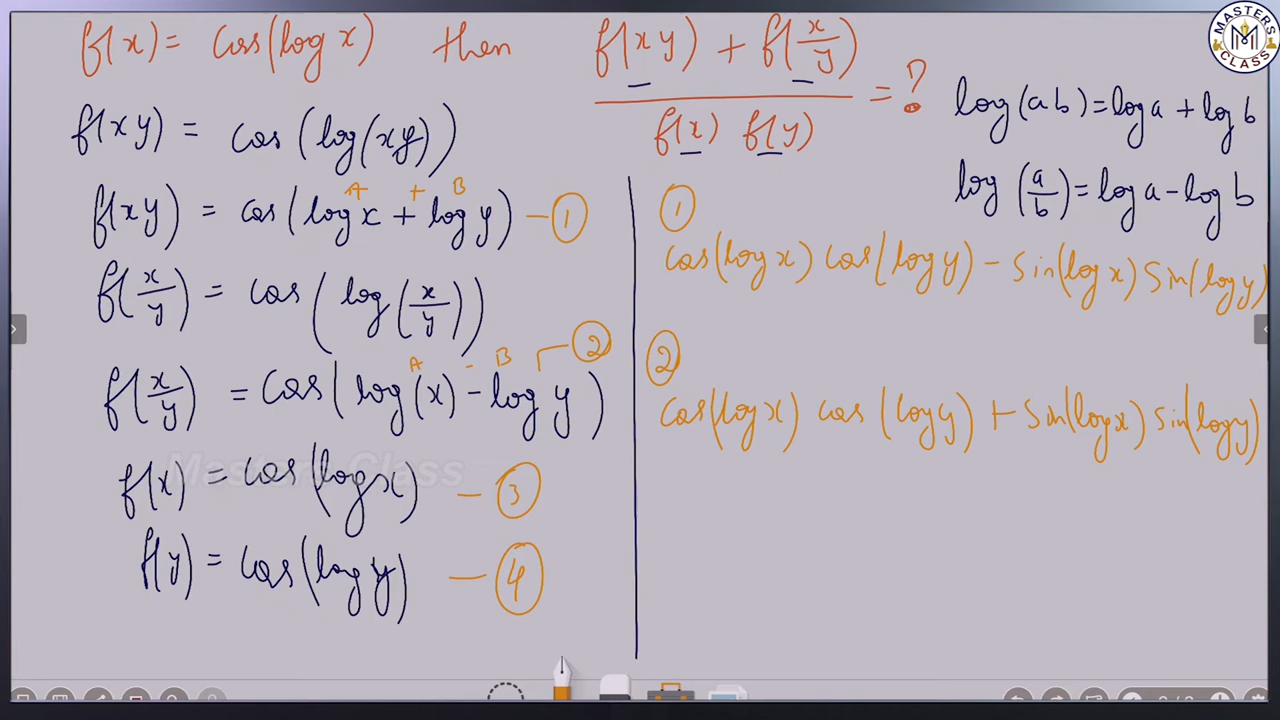 f(x) = cos(log x) then (f(xy) + f(x/y)) / (f(x) f(y)) = ?
MASTERS CLASS
log(ab) = log a + log b
log(a/b) = log a - log b
f(xy) = cos(log(xy))
A + B
f(xy) = cos(log x + log y) - ①
f(x/y) = cos(log(x/y))
A - B
f(x/y) = cos(log(x) - log y) ②
f(x) = cos(log x) - ③
f(y) = cos(log y) - ④
①
cos(log x) cos(log y) - Sin(log x) Sin(log y)
②
cos(log x) cos(log y) + Sin(log x) Sin(log y)
Masters Class